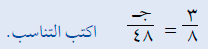 ٣/٨ = جـ/٤٨ اكتب التناسب.